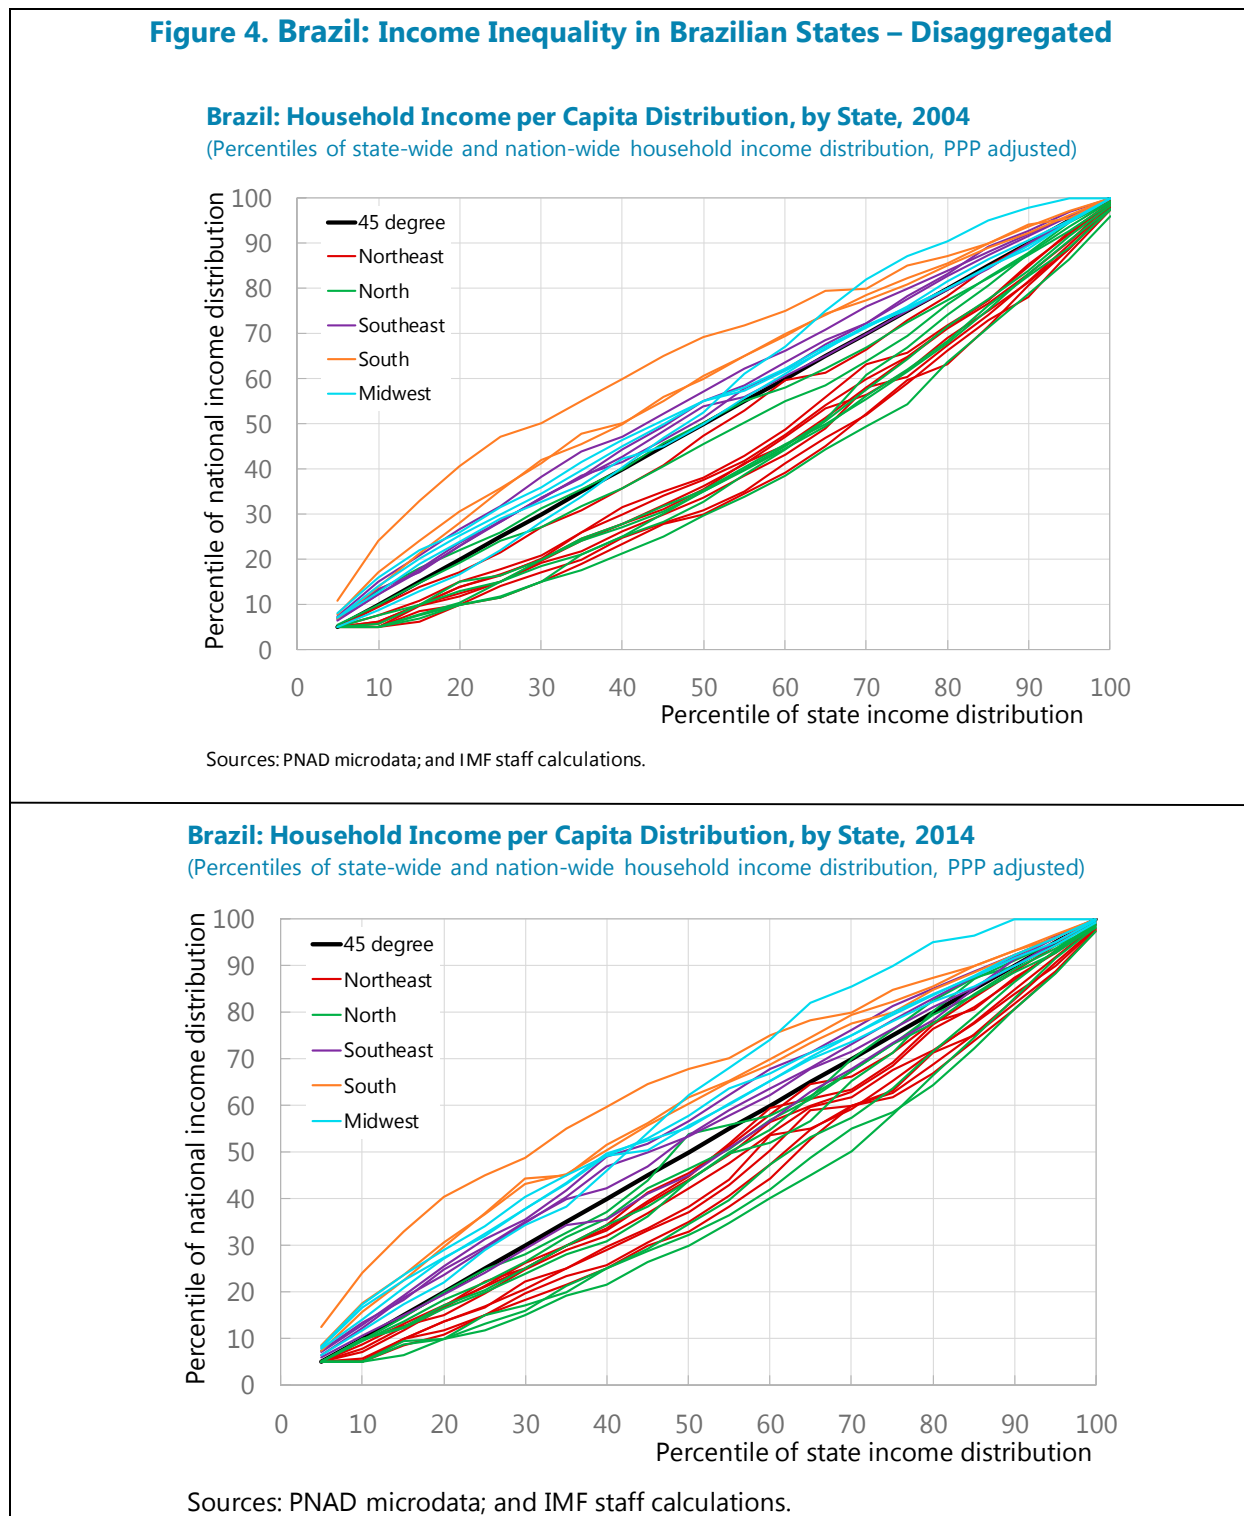 Figure 4. Brazil: Income Inequality in Brazilian States – Disaggregated
Brazil: Household Income per Capita Distribution, by State, 2004
(Percentiles of state-wide and nation-wide household income distribution, PPP adjusted)
Percentile of national income distribution
100
90
80
70
60
50
40
30
20
10
0
45 degree
Northeast
North
Southeast
South
Midwest
0 10 20 30 40 50 60 70 80 90 100
Percentile of state income distribution
Sources: PNAD microdata; and IMF staff calculations.
Brazil: Household Income per Capita Distribution, by State, 2014
(Percentiles of state-wide and nation-wide household income distribution, PPP adjusted)
Percentile of national income distribution
100
90
80
70
60
50
40
30
20
10
0
45 degree
Northeast
North
Southeast
South
Midwest
0 10 20 30 40 50 60 70 80 90 100
Percentile of state income distribution
Sources: PNAD microdata; and IMF staff calculations.